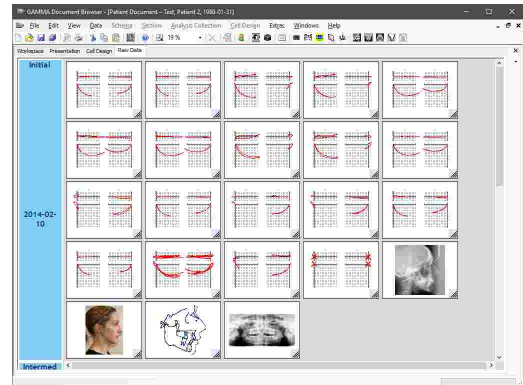 GAMMA Document Browser - [Patient Document - Test, Patient 2, 1980-01-31]
File Edit View Data Schema Section Analysis Collection Cell Design Extras Windows Help
19 %
Workspace Presentation Cell Design Raw Data
Initial
2014-02-
10
Intermed